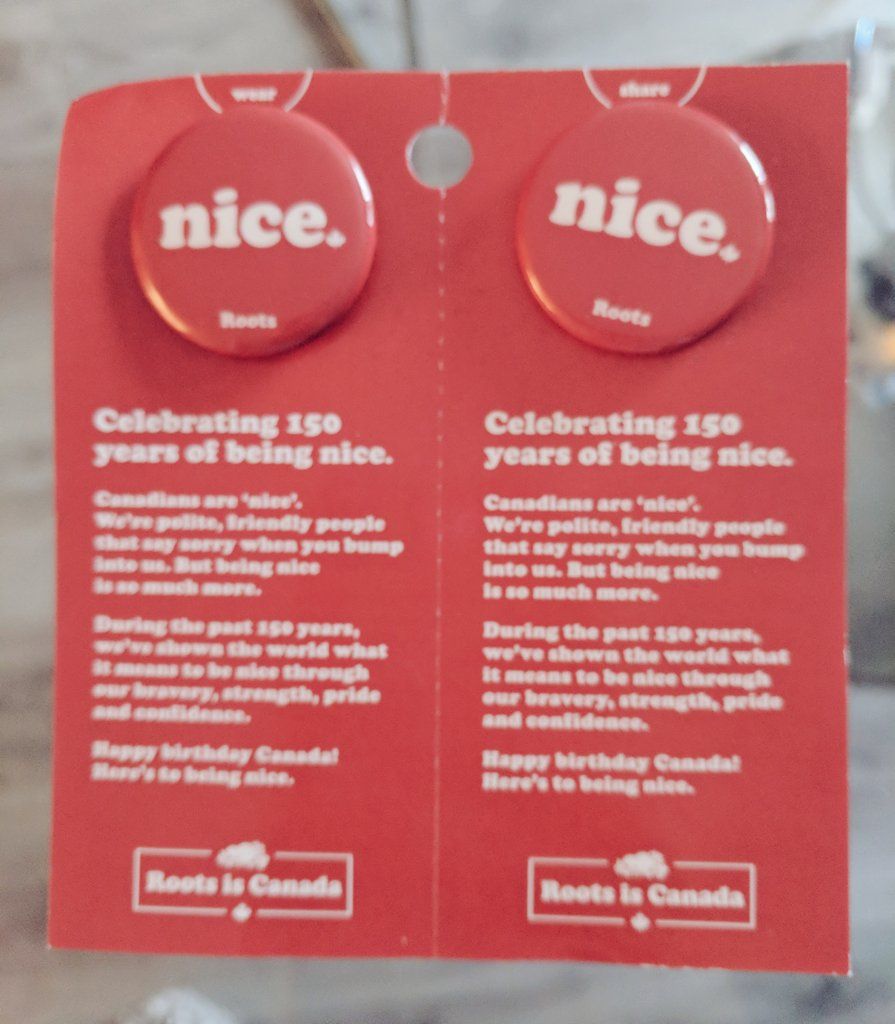 wear
nice.
Roots
Celebrating 150
years of being nice.
Canadians are ‘nice’.
We're polite, friendly people
that say sorry when you bump
into us. But being nice
is so much more.
During the past 150 years,
we've shown the world what
it means to be nice through
our bravery, strength, pride
and confidence.
Happy birthday Canada!
Here's to being nice.
Roots is Canada
share
nice.
Roots
Celebrating 150
years of being nice.
Canadians are ‘nice’.
We're polite, friendly people
that say sorry when you bump
into us. But being nice
is so much more.
During the past 150 years,
we've shown the world what
it means to be nice through
our bravery, strength, pride
and confidence.
Happy birthday Canada!
Here's to being nice.
Roots is Canada